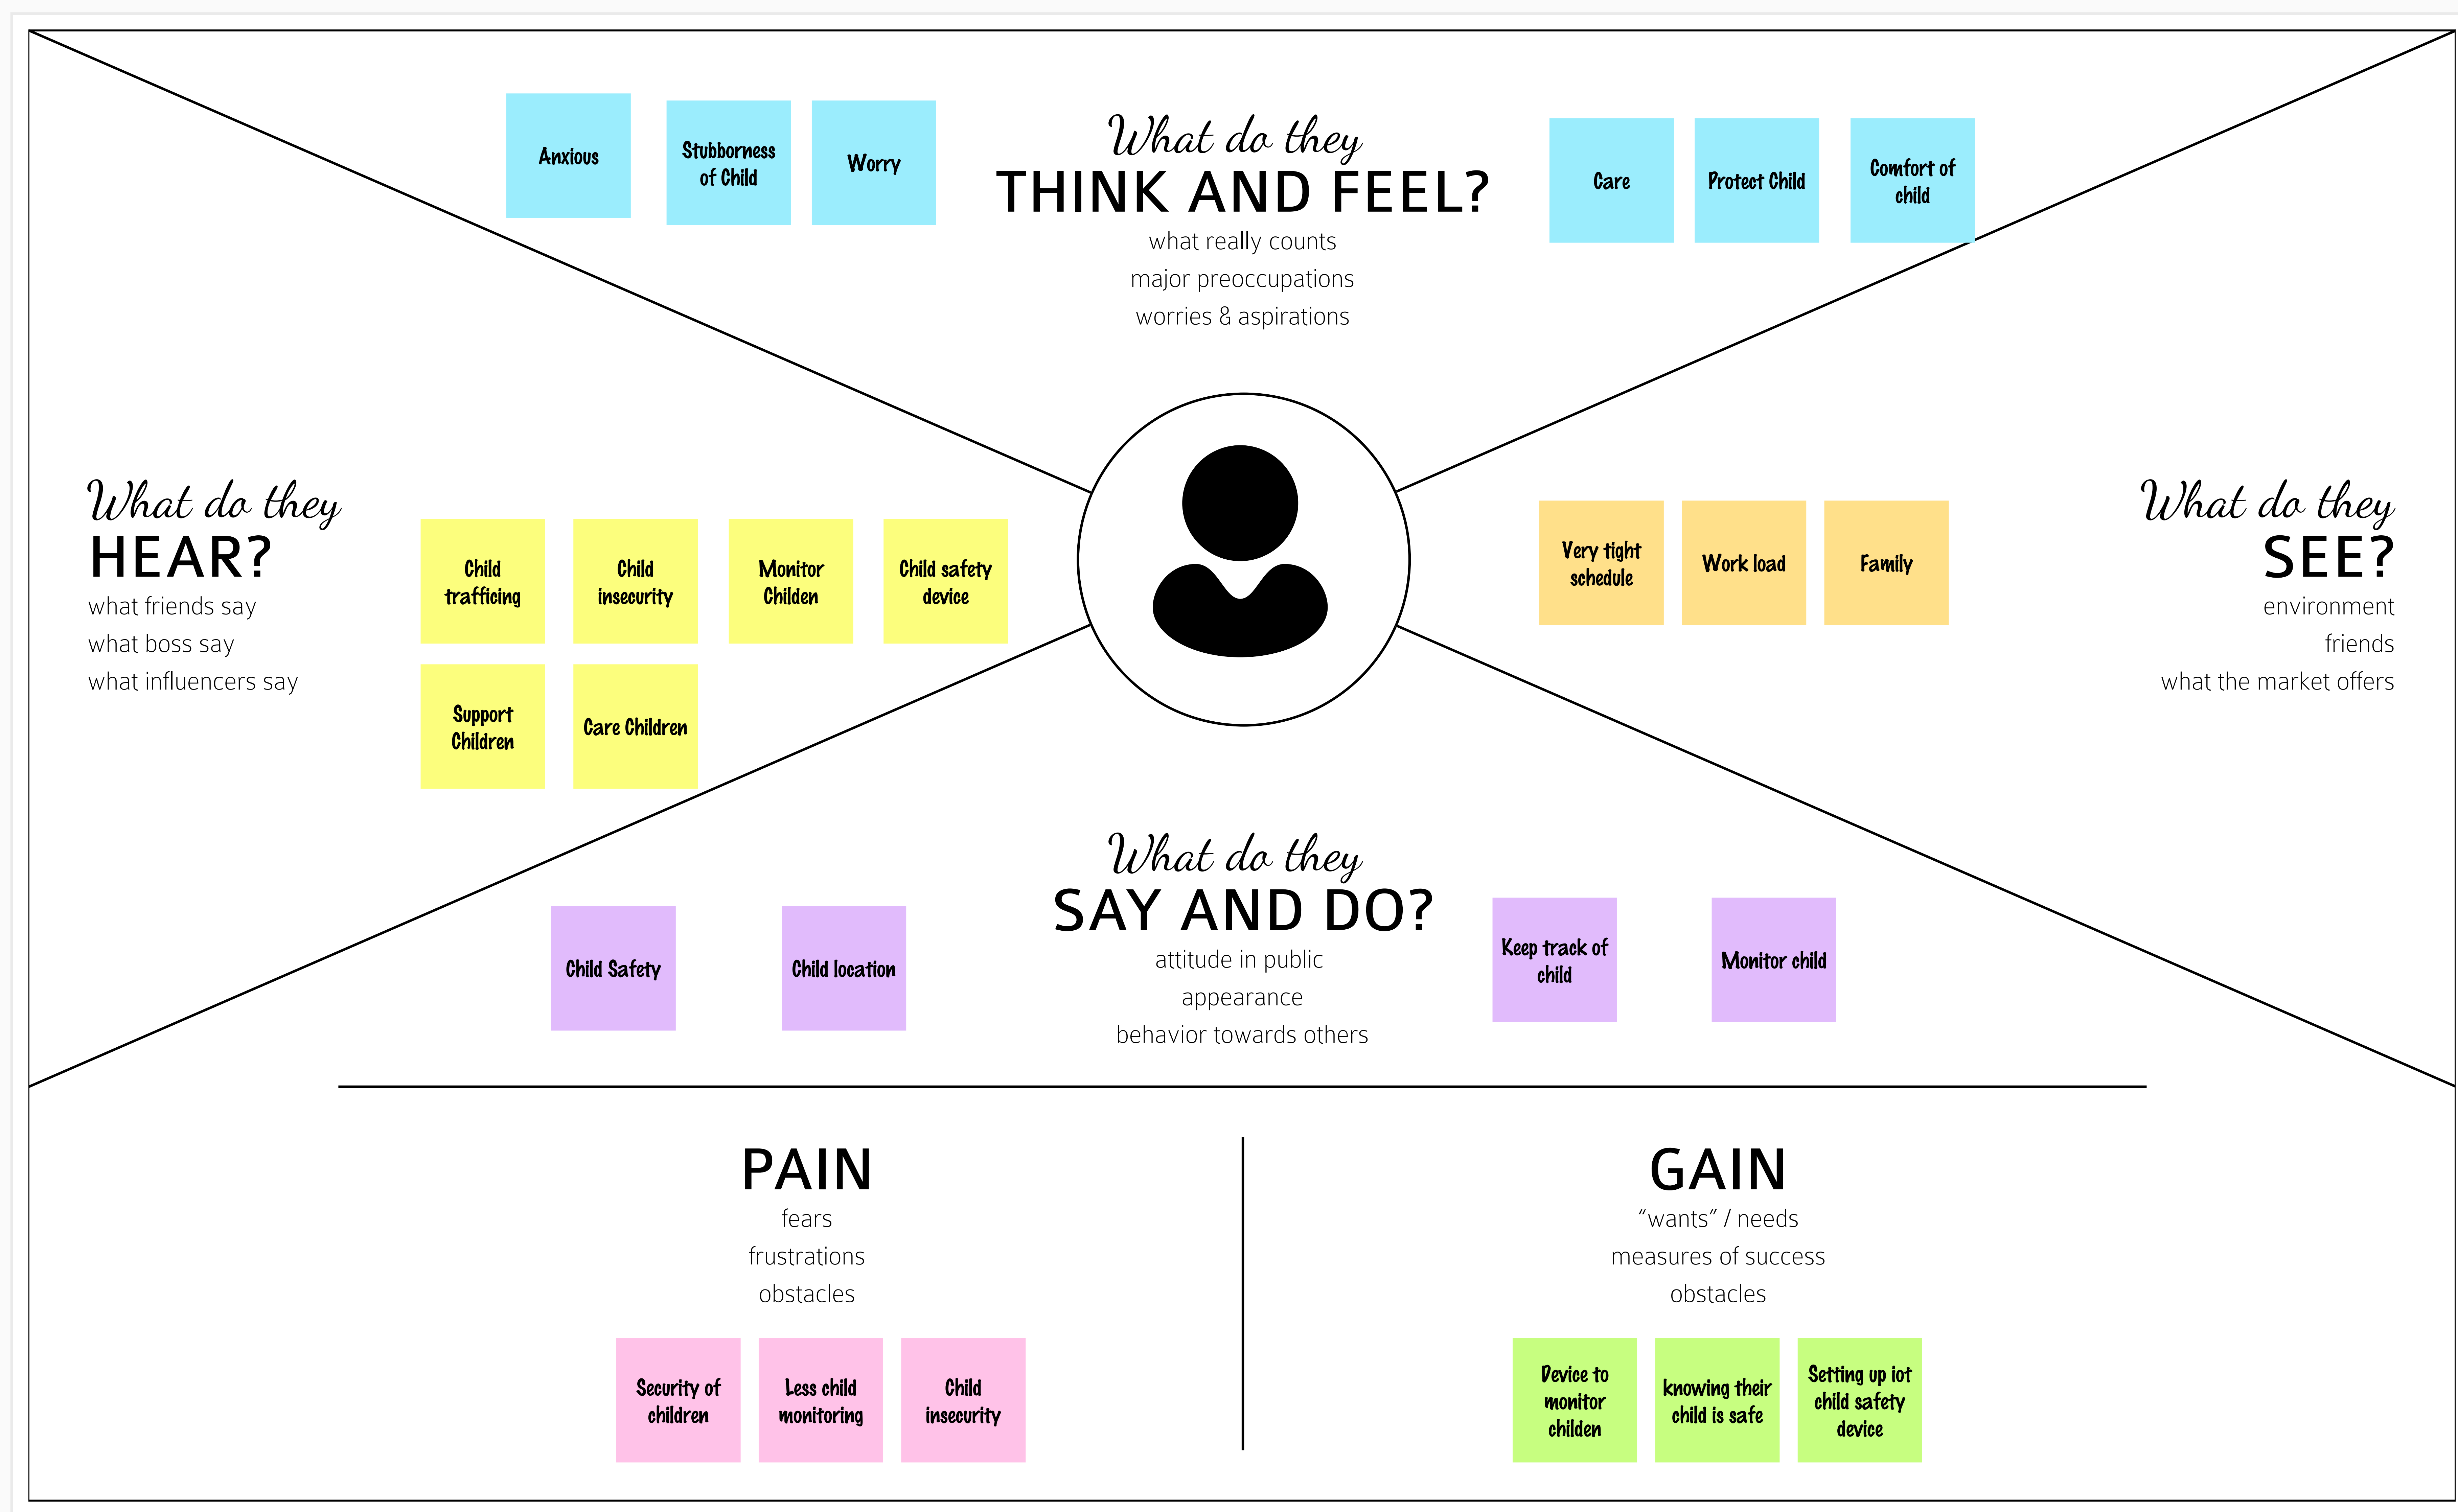 What do they
THINK AND FEEL?
what really counts
major preoccupations
worries & aspirations
Anxious
Stubborness
of Child
Worry
Care
Protect Child
Comfort of
child
What do they
HEAR?
what friends say
what boss say
what influencers say
Child
trafficing
Child
insecurity
Monitor
Childen
Child safety
device
Support
Children
Care Children
What do they
SEE?
environment
friends
what the market offers
Very tight
schedule
Work load
Family
What do they
SAY AND DO?
attitude in public
appearance
behavior towards others
Child Safety
Child location
Keep track of
child
Monitor child
PAIN
fears
frustrations
obstacles
Security of
children
Less child
monitoring
Child
insecurity
GAIN
“wants” / needs
measures of success
obstacles
Device to
monitor
childen
knowing their
child is safe
Setting up iot
child safety
device